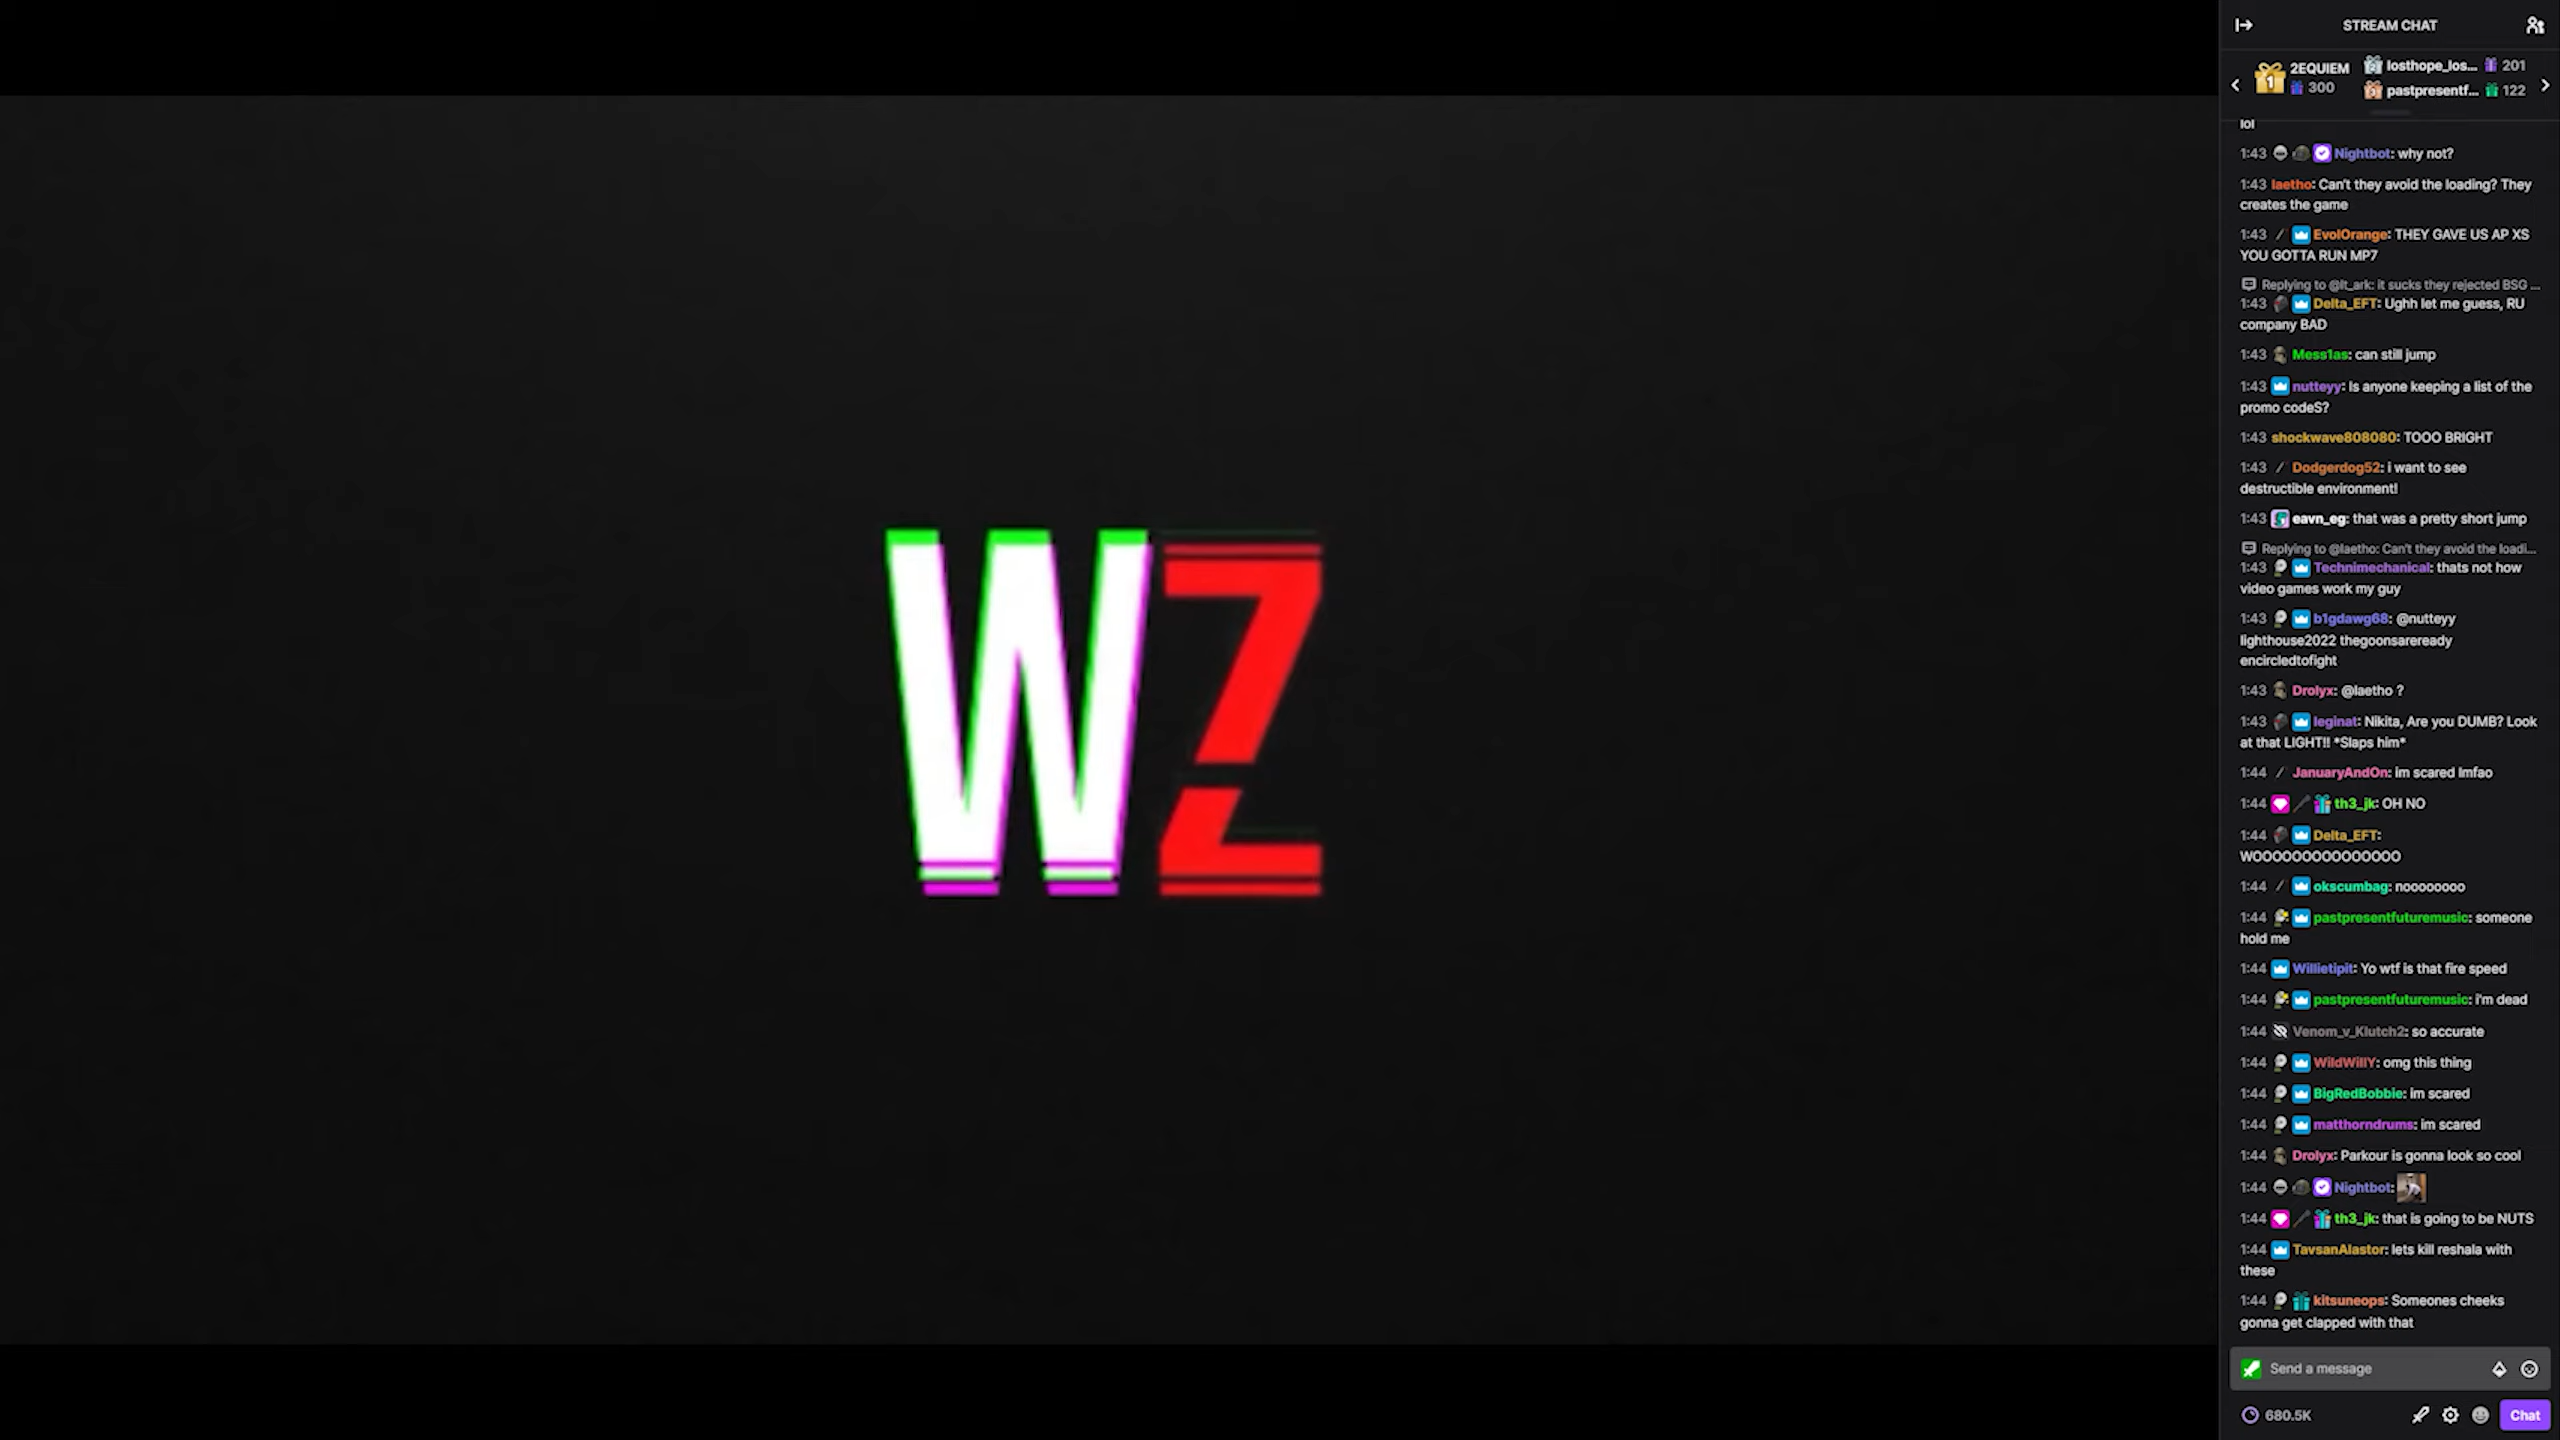 WZ
STREAM CHAT
1
2EQUIEM
300
losthope_los... 201
pastpresentf... 122
lol
1:43 Nightbot: why not?
1:43 laetho: Can't they avoid the loading? They
creates the game
1:43 EvolOrange: THEY GAVE US AP XS
YOU GOTTA RUN MP7
Replying to @lt_ark: it sucks they rejected BSG ...
1:43 Delta_EFT: Ughh let me guess, RU
company BAD
1:43 Mess1as: can still jump
1:43 nutteyy: Is anyone keeping a list of the
promo codeS?
1:43 shockwave808080: TOOO BRIGHT
1:43 Dodgerdog52: i want to see
destructible environment!
1:43 eavn_eg: that was a pretty short jump
Replying to @laetho: Can't they avoid the loadi...
1:43 Technimechanical: thats not how
video games work my guy
1:43 b1gdawg68: @nutteyy
lighthouse2022 thegoonsareready
encircledtofight
1:43 Drolyx: @laetho ?
1:43 leginat: Nikita, Are you DUMB? Look
at that LIGHT!! *Slaps him*
1:44 JanuaryAndOn: im scared lmfao
1:44 th3_jk: OH NO
1:44 Delta_EFT:
WOOOOOOOOOOOOOOO
1:44 okscumbag: noooooooo
1:44 pastpresentfuturemusic: someone
hold me
1:44 Willietipit: Yo wtf is that fire speed
1:44 pastpresentfuturemusic: i'm dead
1:44 Venom_v_Klutch2: so accurate
1:44 WildWillY: omg this thing
1:44 BigRedBobbie: im scared
1:44 matthorndrums: im scared
1:44 Drolyx: Parkour is gonna look so cool
1:44 Nightbot:
1:44 th3_jk: that is going to be NUTS
1:44 TavsanAlastor: lets kill reshala with
these
1:44 kitsuneops: Someones cheeks
gonna get clapped with that
Send a message
680.5K
Chat